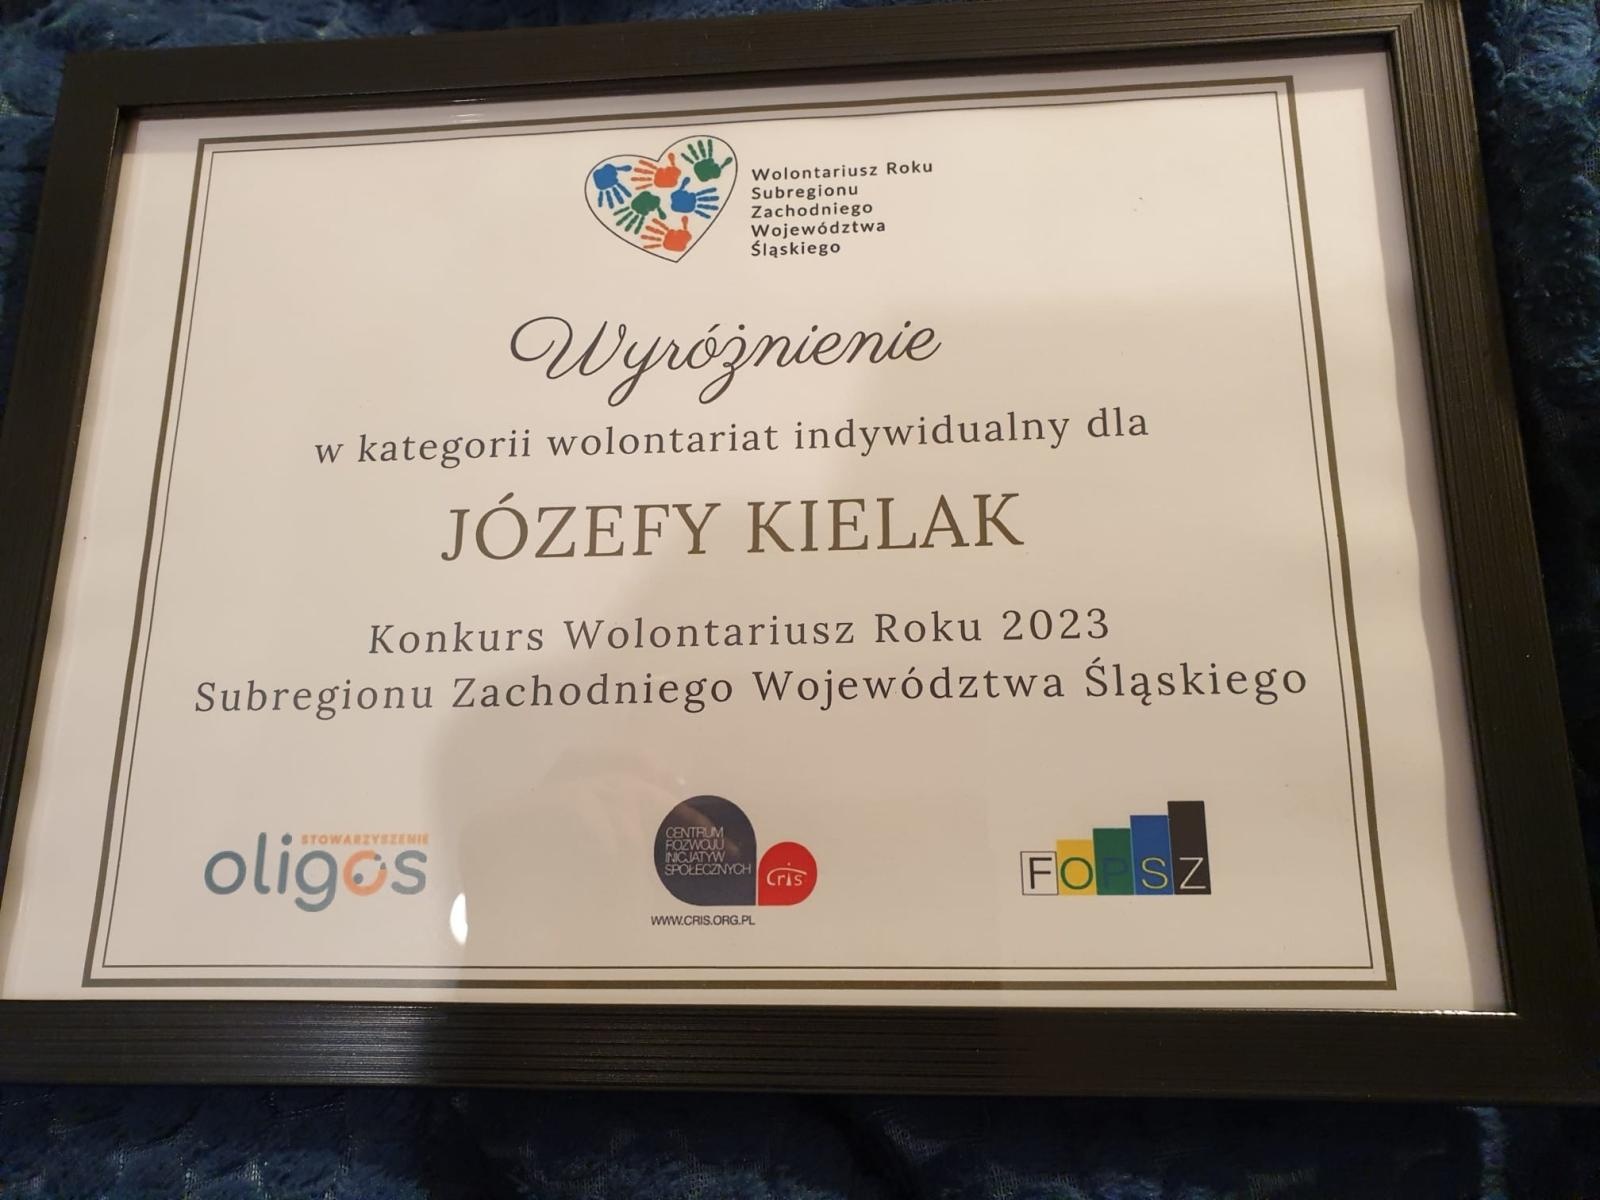 Wolontariusz Roku
Subregionu
Zachodniego
Województwa
Śląskiego
Wyróżnienie
w kategorii wolontariat indywidualny dla
JÓZEFY KIELAK
Konkurs Wolontariusz Roku 2023
Subregionu Zachodniego Województwa Śląskiego
STOWARZYSZENIE
oligos
CENTRUM
ROZWOJU
INICJATYW
SPOŁECZNYCH
cris
WWW.CRIS.ORG.PL
FOPSZ